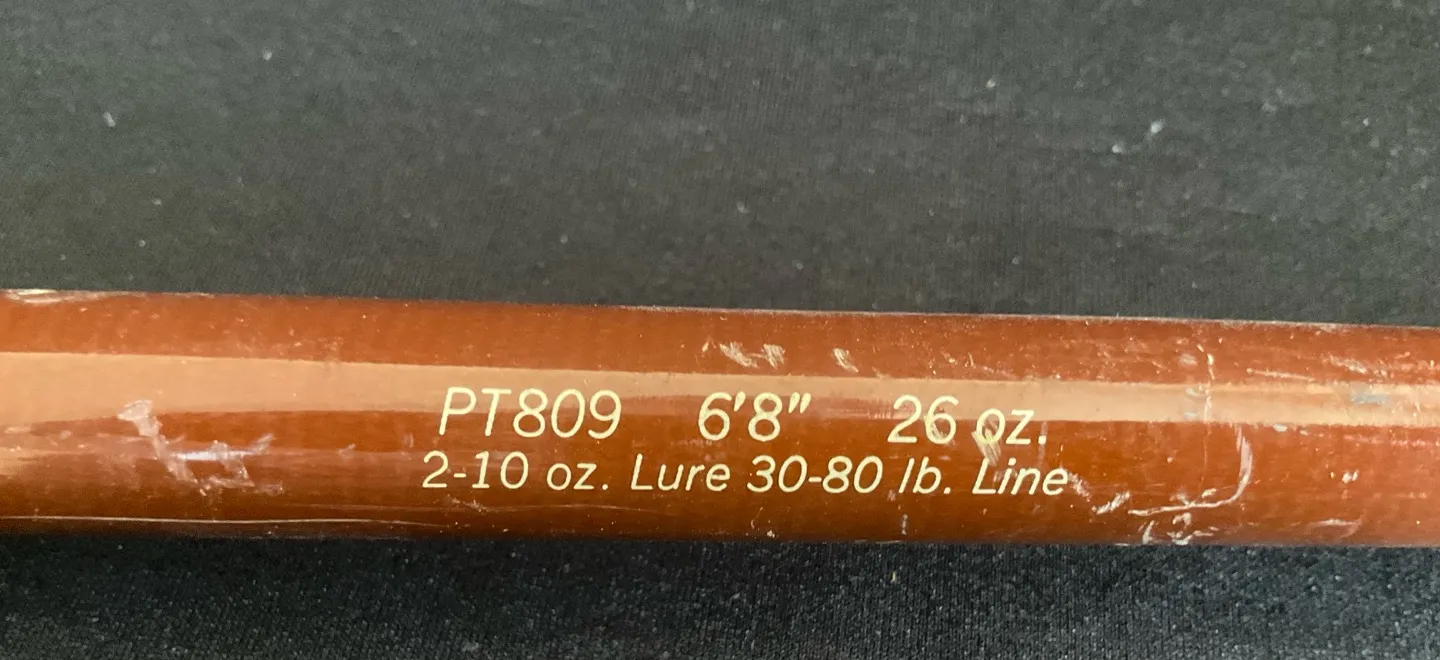 PT809 6'8" 26 oz.
2-10 oz. Lure 30-80 lb. Line